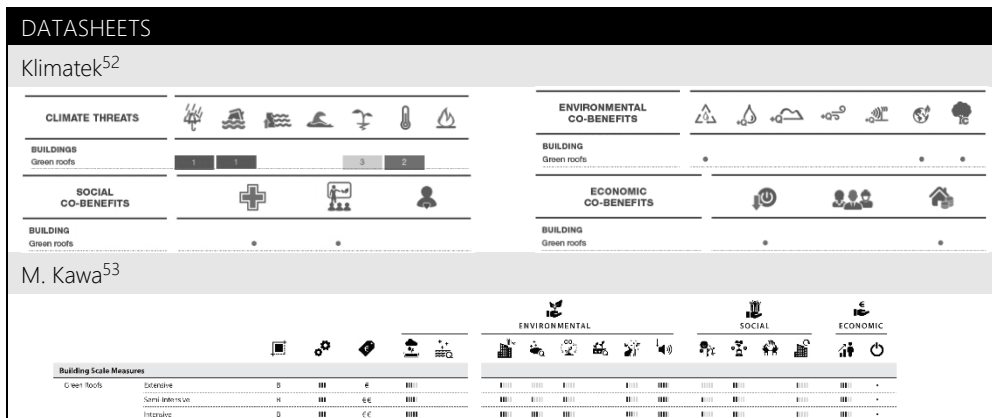 DATASHEETS
Klimatek52
CLIMATE THREATS
BUILDINGS
Green roofs 1 1 3 2
SOCIAL
CO-BENEFITS
BUILDING
Green roofs • •
ENVIRONMENTAL
CO-BENEFITS
BUILDING
Green roofs • • •
ECONOMIC
CO-BENEFITS
BUILDING
Green roofs • •
M. Kawa53
ENVIRONMENTAL SOCIAL ECONOMIC
Building Scale Measures
Green Roofs Extensive €
Semi Intensive €€
Intensive €€